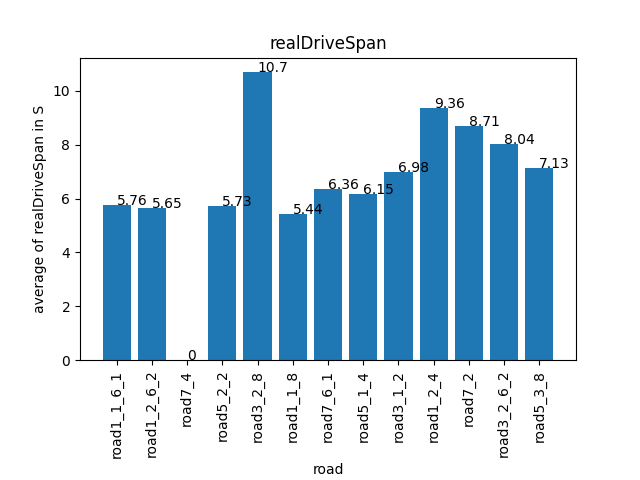 realDriveSpan
average of realDriveSpan in S
10
8
6
4
2
0
5.76
5.65
0
5.73
10.7
5.44
6.36
6.15
6.98
9.36
8.71
8.04
7.13
road1_1_6_1
road1_2_6_2
road7_4
road5_2_2
road3_2_8
road1_1_8
road7_6_1
road5_1_4
road3_1_2
road1_2_4
road7_2
road3_2_6_2
road5_3_8
road